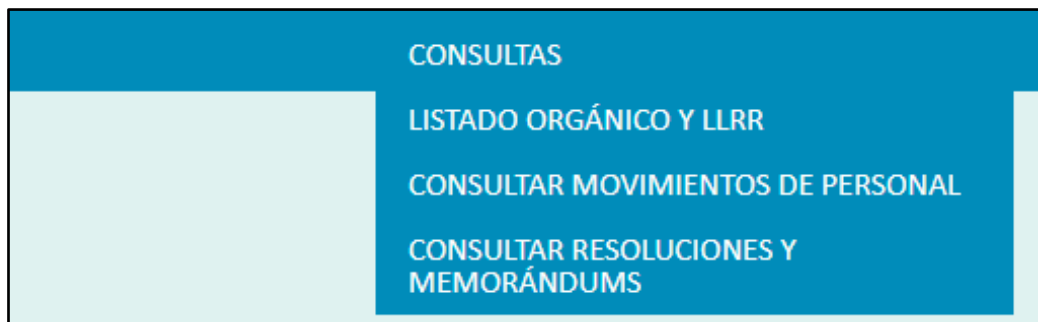 CONSULTAS
LISTADO ORGÁNICO Y LLRR
CONSULTAR MOVIMIENTOS DE PERSONAL
CONSULTAR RESOLUCIONES Y
MEMORÁNDUMS